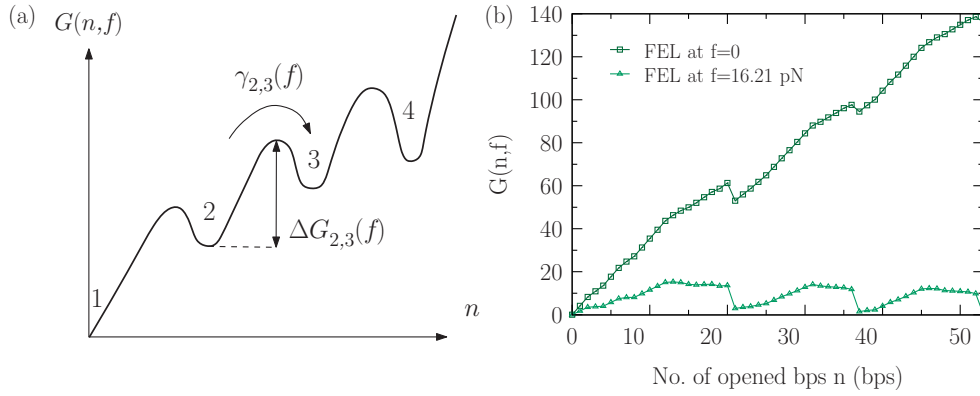 (a)
G(n,f)
γ2,3(f)
1
2
3
4
ΔG2,3(f)
n
(b)
G(n,f)
140
120
100
80
60
40
20
0
FEL at f=0
FEL at f=16.21 pN
0 10 20 30 40 50
No. of opened bps n (bps)